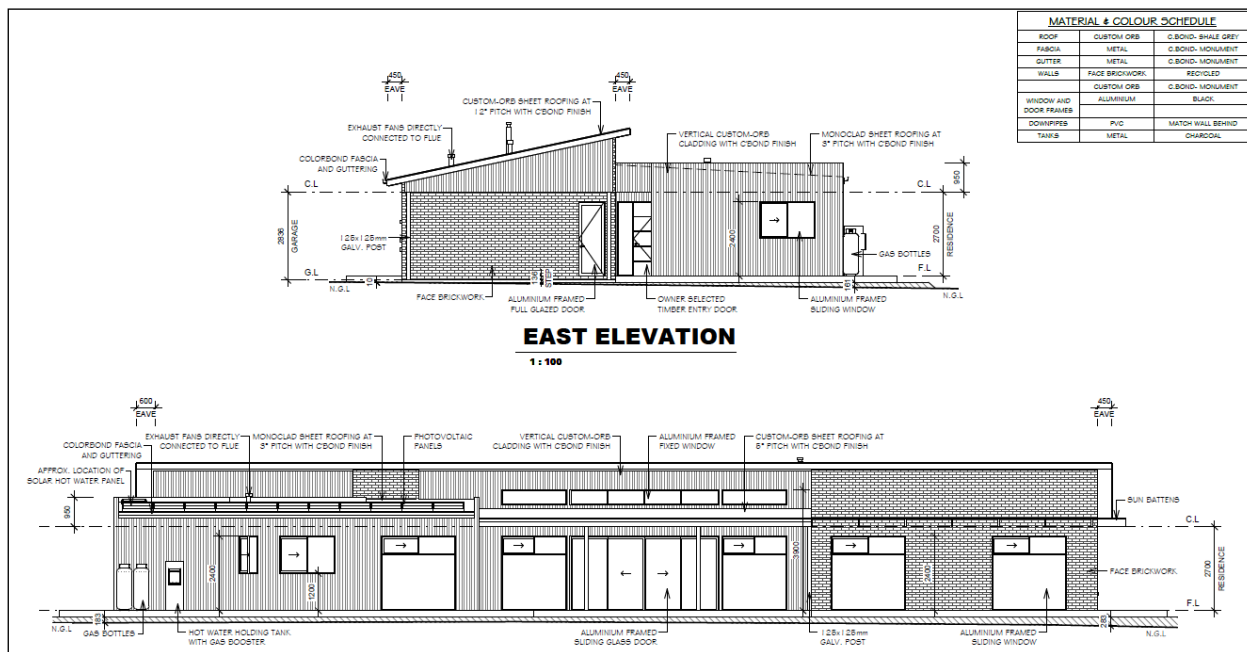 MATERIAL & COLOUR SCHEDULE
ROOF CUSTOM ORB C.BOND- SHALE GREY
FASCIA METAL C.BOND- MONUMENT
GUTTER METAL C.BOND- MONUMENT
WALLS FACE BRICKWORK RECYCLED
CUSTOM ORB C.BOND- MONUMENT
WINDOW AND
DOOR FRAMES
ALUMINIUM BLACK
DOWNPIPES PVC MATCH WALL BEHIND
TANKS METAL CHARCOAL
450
EAVE
450
EAVE
CUSTOM-ORB SHEET ROOFING AT
12° PITCH WITH C'BOND FINISH
EXHAUST FANS DIRECTLY
CONNECTED TO FLUE
VERTICAL CUSTOM-ORB
CLADDING WITH C'BOND FINISH
MONOCLAD SHEET ROOFING AT
3° PITCH WITH C'BOND FINISH
COLORBOND FASCIA
AND GUTTERING
C.L
C.L
950
2836
GARAGE
125x125mm
GALV. POST
2400
2700
RESIDENCE
GAS BOTTLES
G.L
F.L
N.G.L
10
FACE BRICKWORK
136
STEP
ALUMINIUM FRAMED
FULL GLAZED DOOR
OWNER SELECTED
TIMBER ENTRY DOOR
ALUMINIUM FRAMED
SLIDING WINDOW
161
N.G.L
EAST ELEVATION
1 : 100
600
EAVE
450
EAVE
EXHAUST FANS DIRECTLY
CONNECTED TO FLUE
MONOCLAD SHEET ROOFING AT
3° PITCH WITH C'BOND FINISH
PHOTOVOLTAIC
PANELS
VERTICAL CUSTOM-ORB
CLADDING WITH C'BOND FINISH
ALUMINIUM FRAMED
FIXED WINDOW
CUSTOM-ORB SHEET ROOFING AT
5° PITCH WITH C'BOND FINISH
COLORBOND FASCIA
AND GUTTERING
APPROX. LOCATION OF
SOLAR HOT WATER PANEL
SUN BATTENS
950
C.L
2400
1200
3900
2400
FACE BRICKWORK
2700
RESIDENCE
F.L
183
N.G.L
GAS BOTTLES
HOT WATER HOLDING TANK
WITH GAS BOOSTER
ALUMINIUM FRAMED
SLIDING GLASS DOOR
125x125mm
GALV. POST
ALUMINIUM FRAMED
SLIDING WINDOW
283
N.G.L